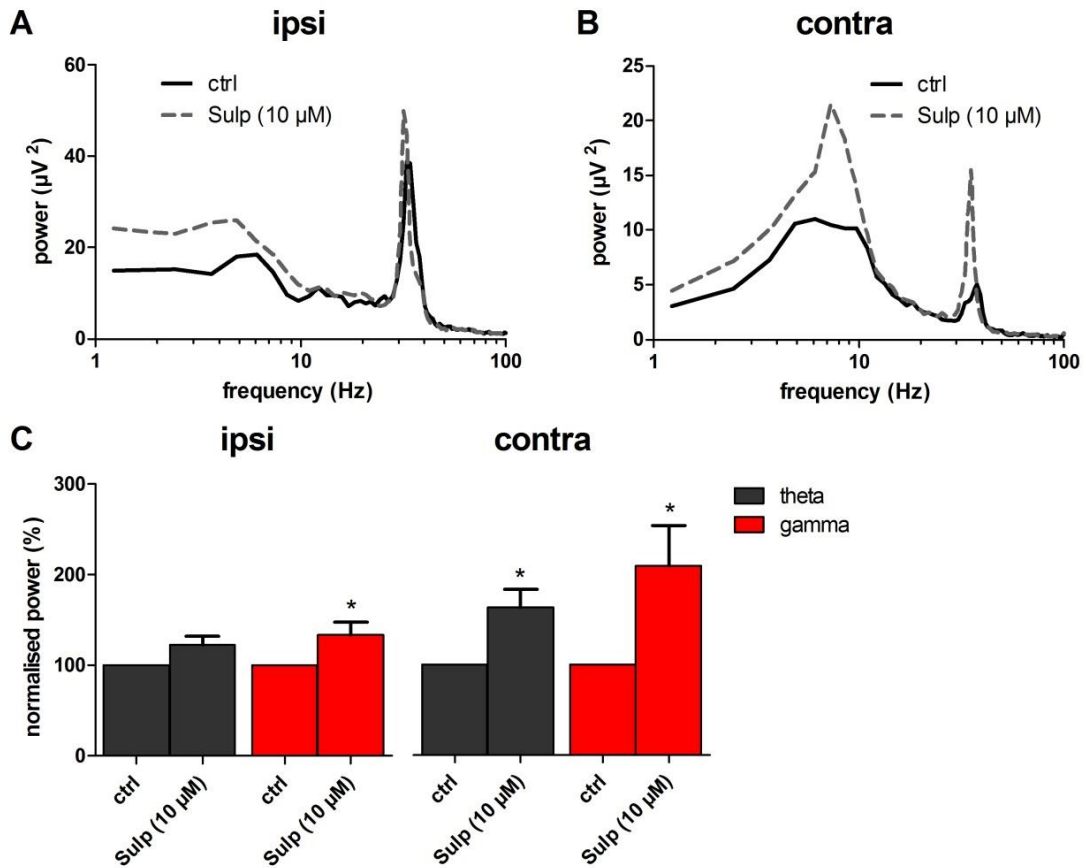 A
ipsi
60
40
20
0
power (µV ²)
ctrl
Sulp (10 µM)
1
10
100
frequency (Hz)
B
contra
25
20
15
10
5
0
power (µV ²)
ctrl
Sulp (10 µM)
1
10
100
frequency (Hz)
C
ipsi
contra
300
200
100
0
normalised power (%)
*
*
*
theta
gamma
ctrl
Sulp (10 µM)
ctrl
Sulp (10 µM)
ctrl
Sulp (10 µM)
ctrl
Sulp (10 µM)